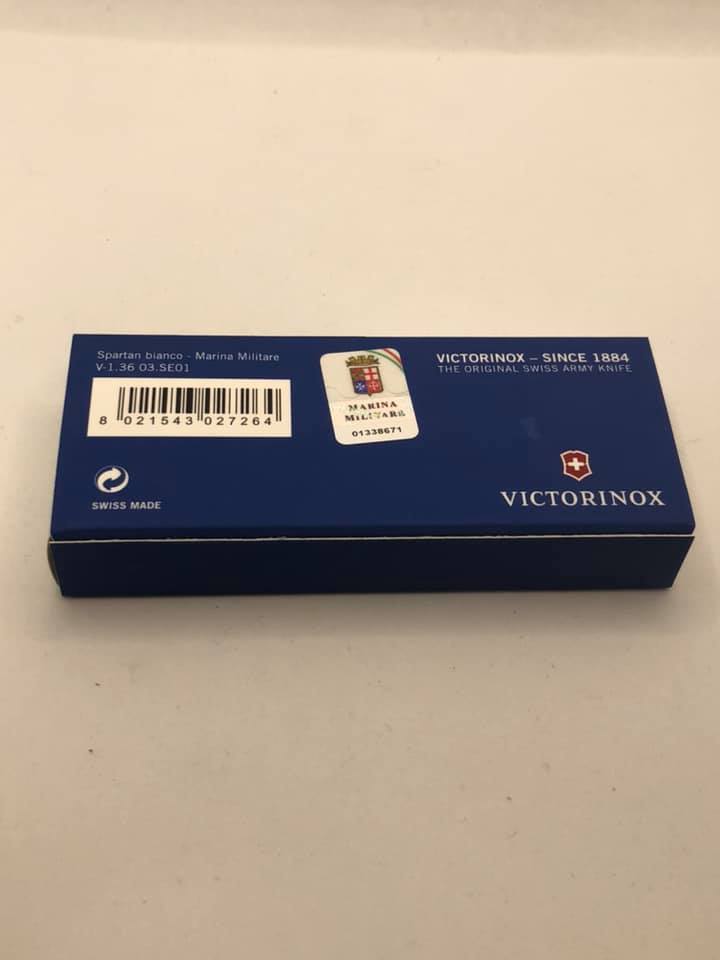 Spartan bianco - Marina Militare
V-1.36 03.SE01
8 021543 027264
SWISS MADE
MARINA
MILITARE
01338671
VICTORINOX – SINCE 1884
THE ORIGINAL SWISS ARMY KNIFE
VICTORINOX